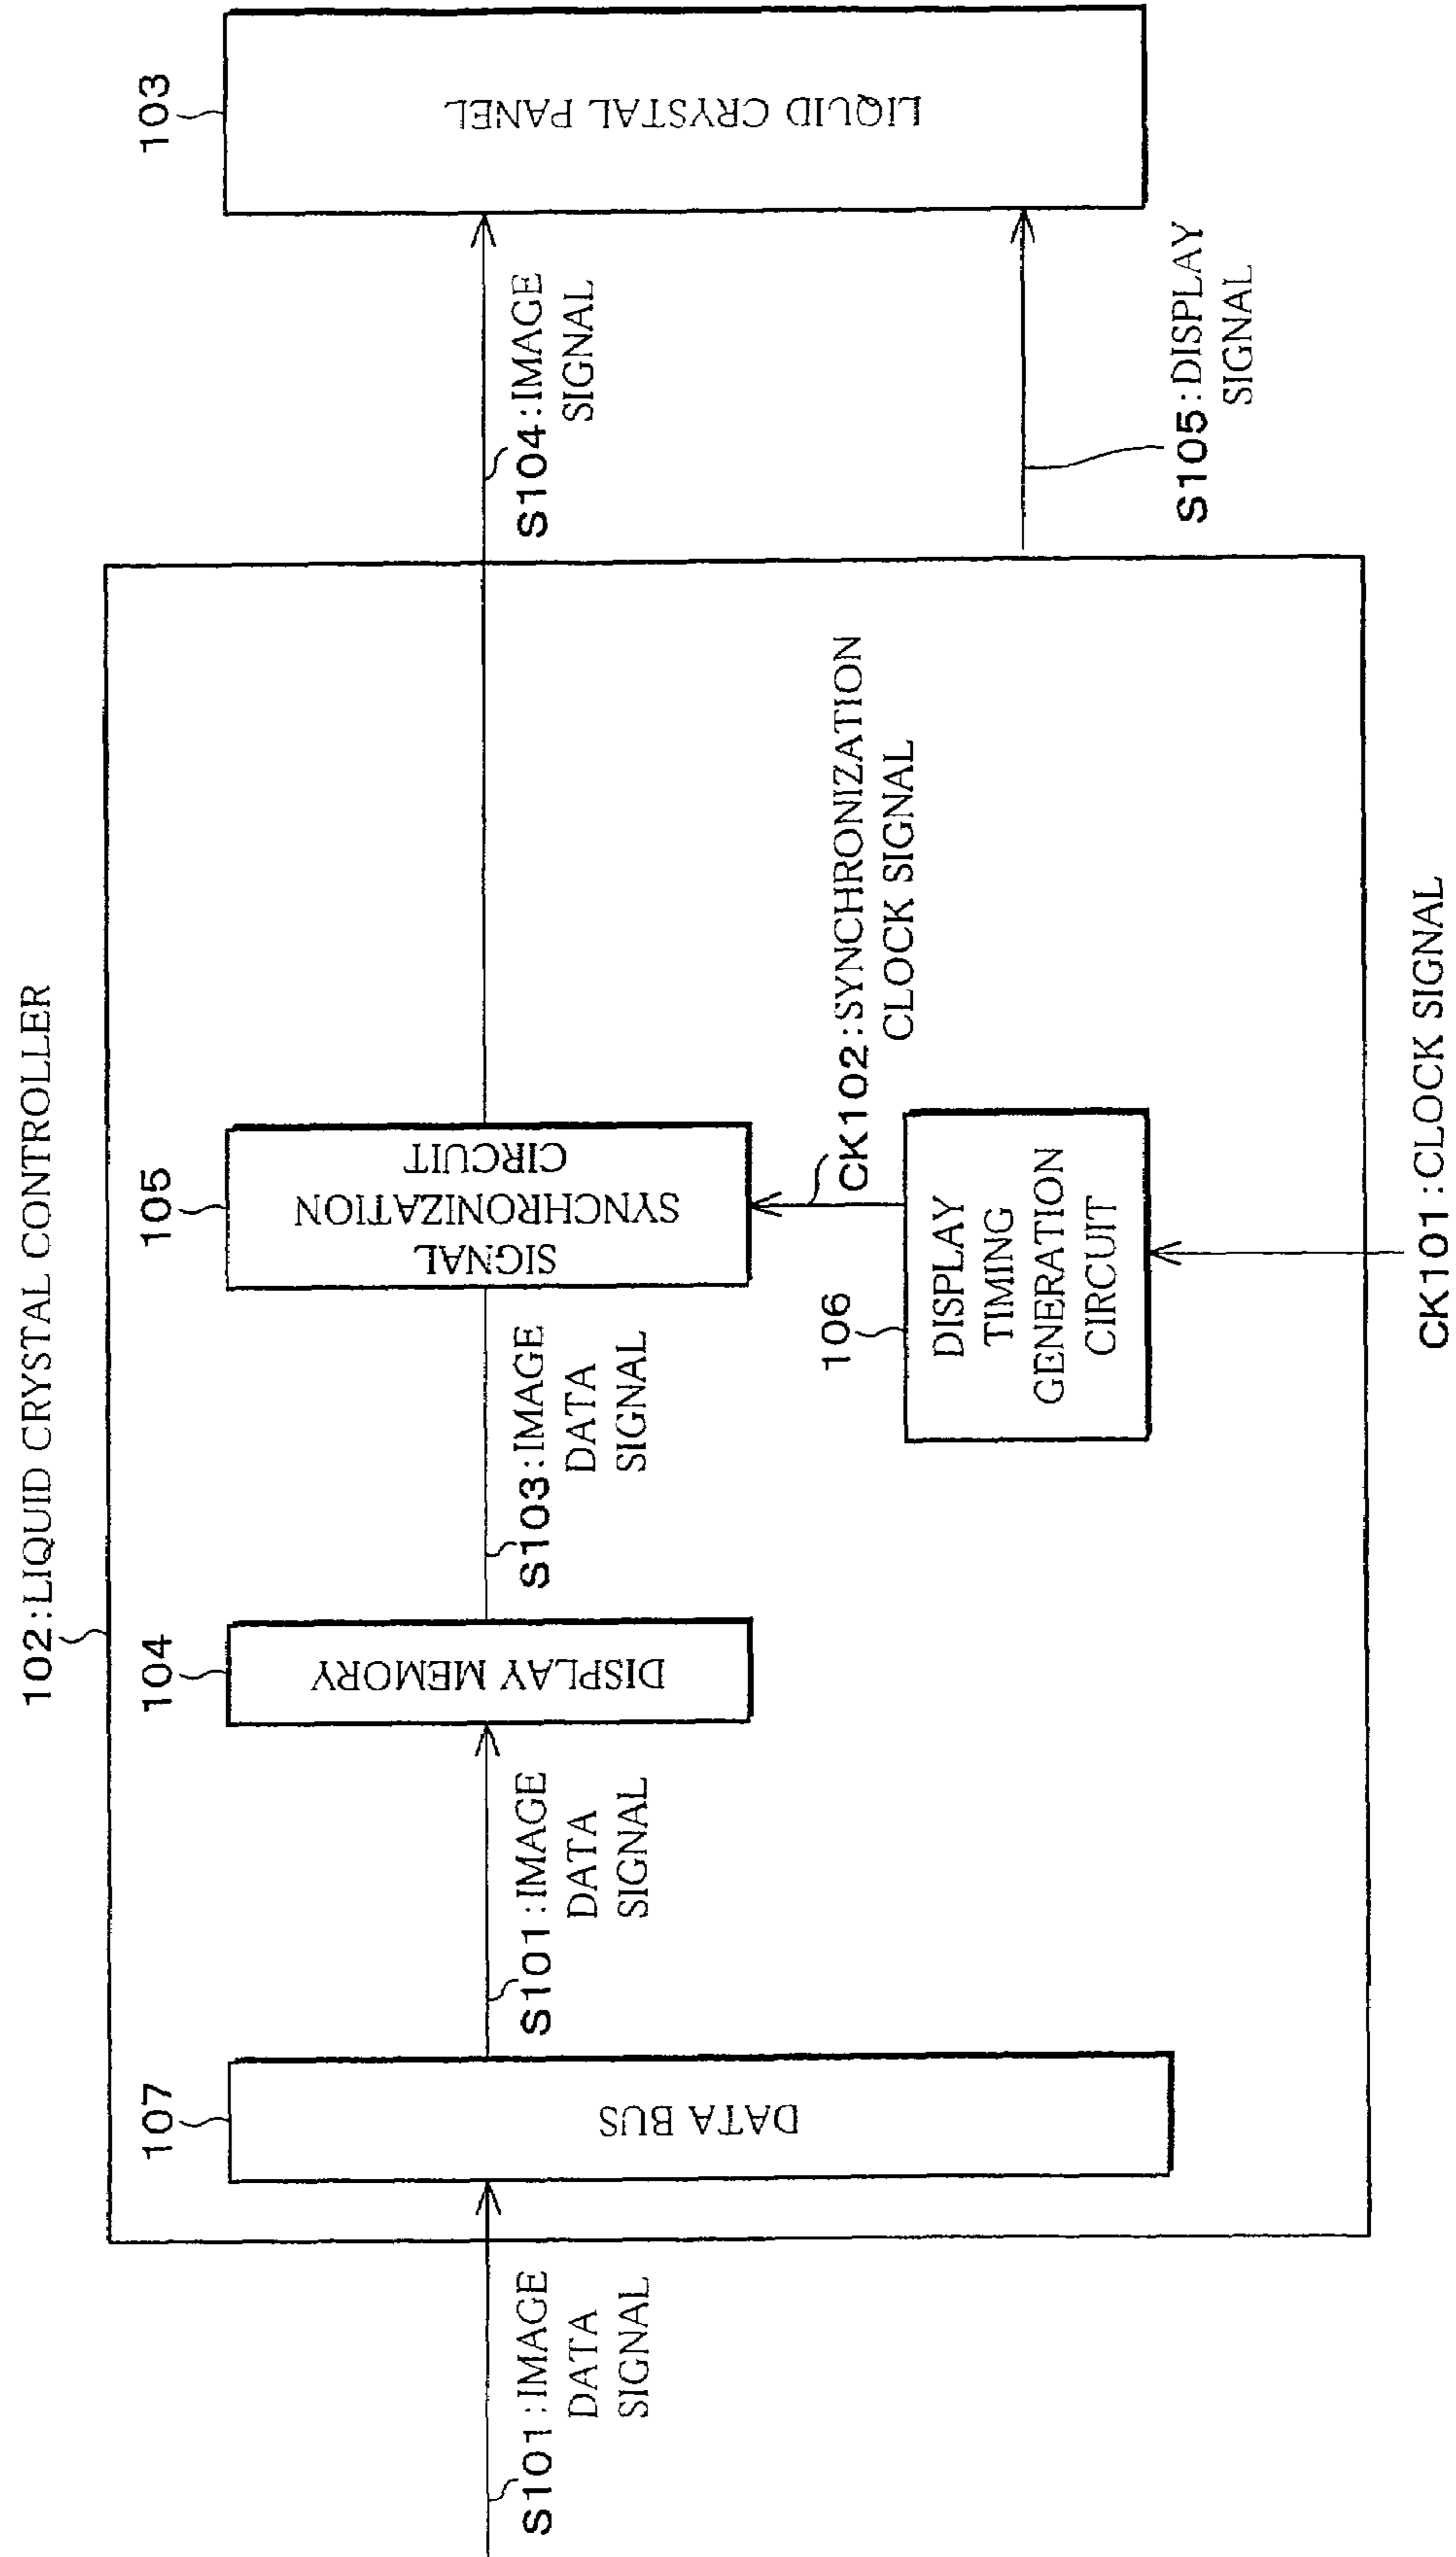 102:LIQUID CRYSTAL CONTROLLER
S101:IMAGE
DATA
SIGNAL
107
DATA BUS
S101:IMAGE
DATA
SIGNAL
104
DISPLAY MEMORY
S103:IMAGE
DATA
SIGNAL
105
SIGNAL
SYNCHRONIZATION
CIRCUIT
106
DISPLAY
TIMING
GENERATION
CIRCUIT
CK102:SYNCHRONIZATION
CLOCK SIGNAL
CK101:CLOCK SIGNAL
S104:IMAGE
SIGNAL
S105:DISPLAY
SIGNAL
103
LIQUID CRYSTAL PANEL